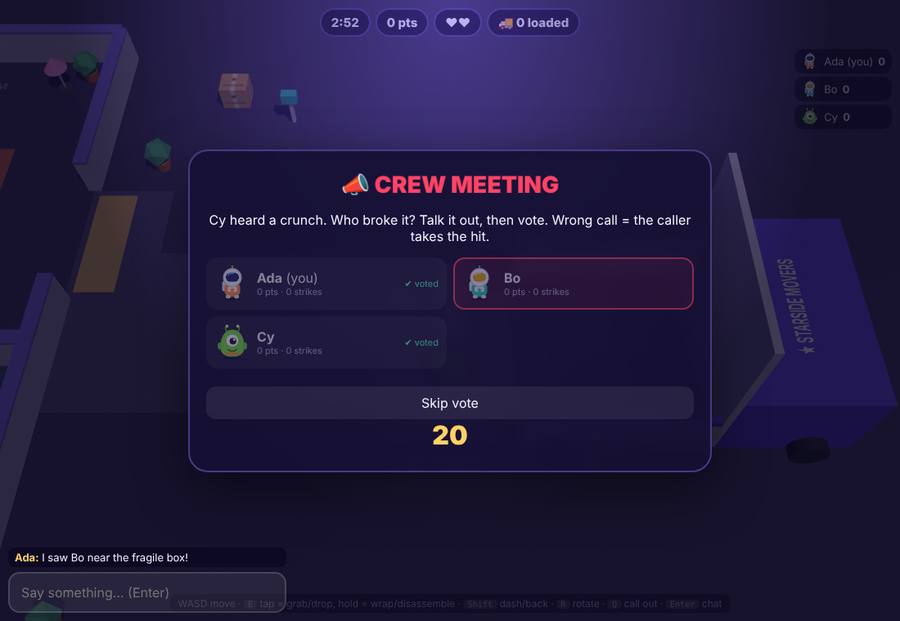 2:52
0 pts
0 loaded
Ada (you) 0
Bo 0
Cy 0
CREW MEETING
Cy heard a crunch. Who broke it? Talk it out, then vote. Wrong call = the caller
takes the hit.
Ada (you)
0 pts · 0 strikes
✔ voted
Bo
0 pts · 0 strikes
Cy
0 pts · 0 strikes
✔ voted
Skip vote
20
★ STARSIDE MOVERS
Ada: I saw Bo near the fragile box!
Say something... (Enter)
WASD move · E tap = grab/drop, hold = wrap/disassemble · Shift dash/back · R rotate · Q call out · Enter chat